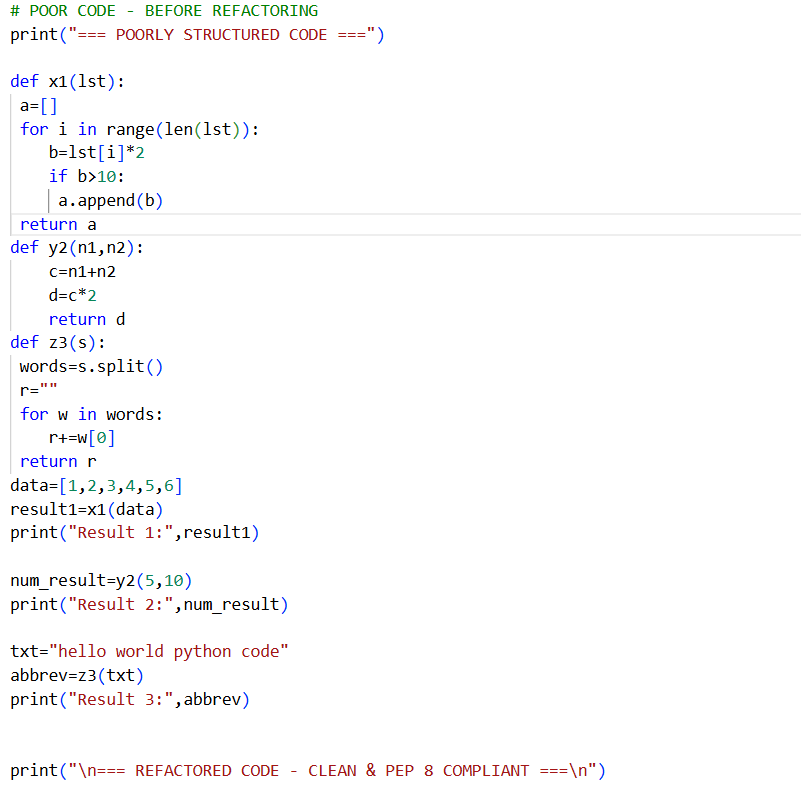 # POOR CODE - BEFORE REFACTORING
print("=== POORLY STRUCTURED CODE ===")

def x1(lst):
 a=[]
 for i in range(len(lst)):
    b=lst[i]*2
    if b>10:
     a.append(b)
 return a
def y2(n1,n2):
    c=n1+n2
    d=c*2
    return d
def z3(s):
 words=s.split()
 r=""
 for w in words:
    r+=w[0]
 return r
data=[1,2,3,4,5,6]
result1=x1(data)
print("Result 1:",result1)

num_result=y2(5,10)
print("Result 2:",num_result)

txt="hello world python code"
abbrev=z3(txt)
print("Result 3:",abbrev)


print("\n=== REFACTORED CODE - CLEAN & PEP 8 COMPLIANT ===\n")